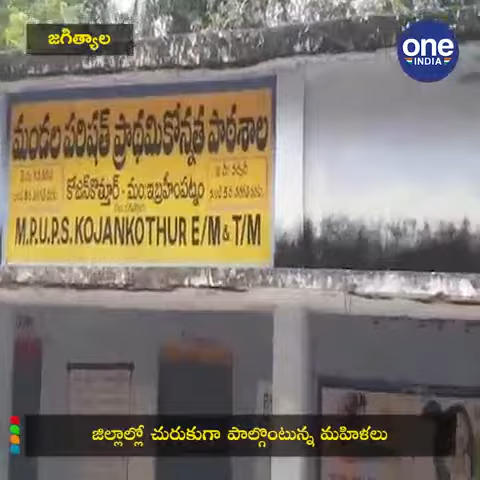 జగిత్యాల
one
INDIA
మండల పరిషత్ ప్రాథమికోన్నత పాఠశాల
కోజన్‌కొత్తూర్ - మం.ఇబ్రహీంపట్నం
M.P.U.P.S. KOJANKOTHUR E/M & T/M
జిల్లాల్లో చురుకుగా పాల్గొంటున్న మహిళలు